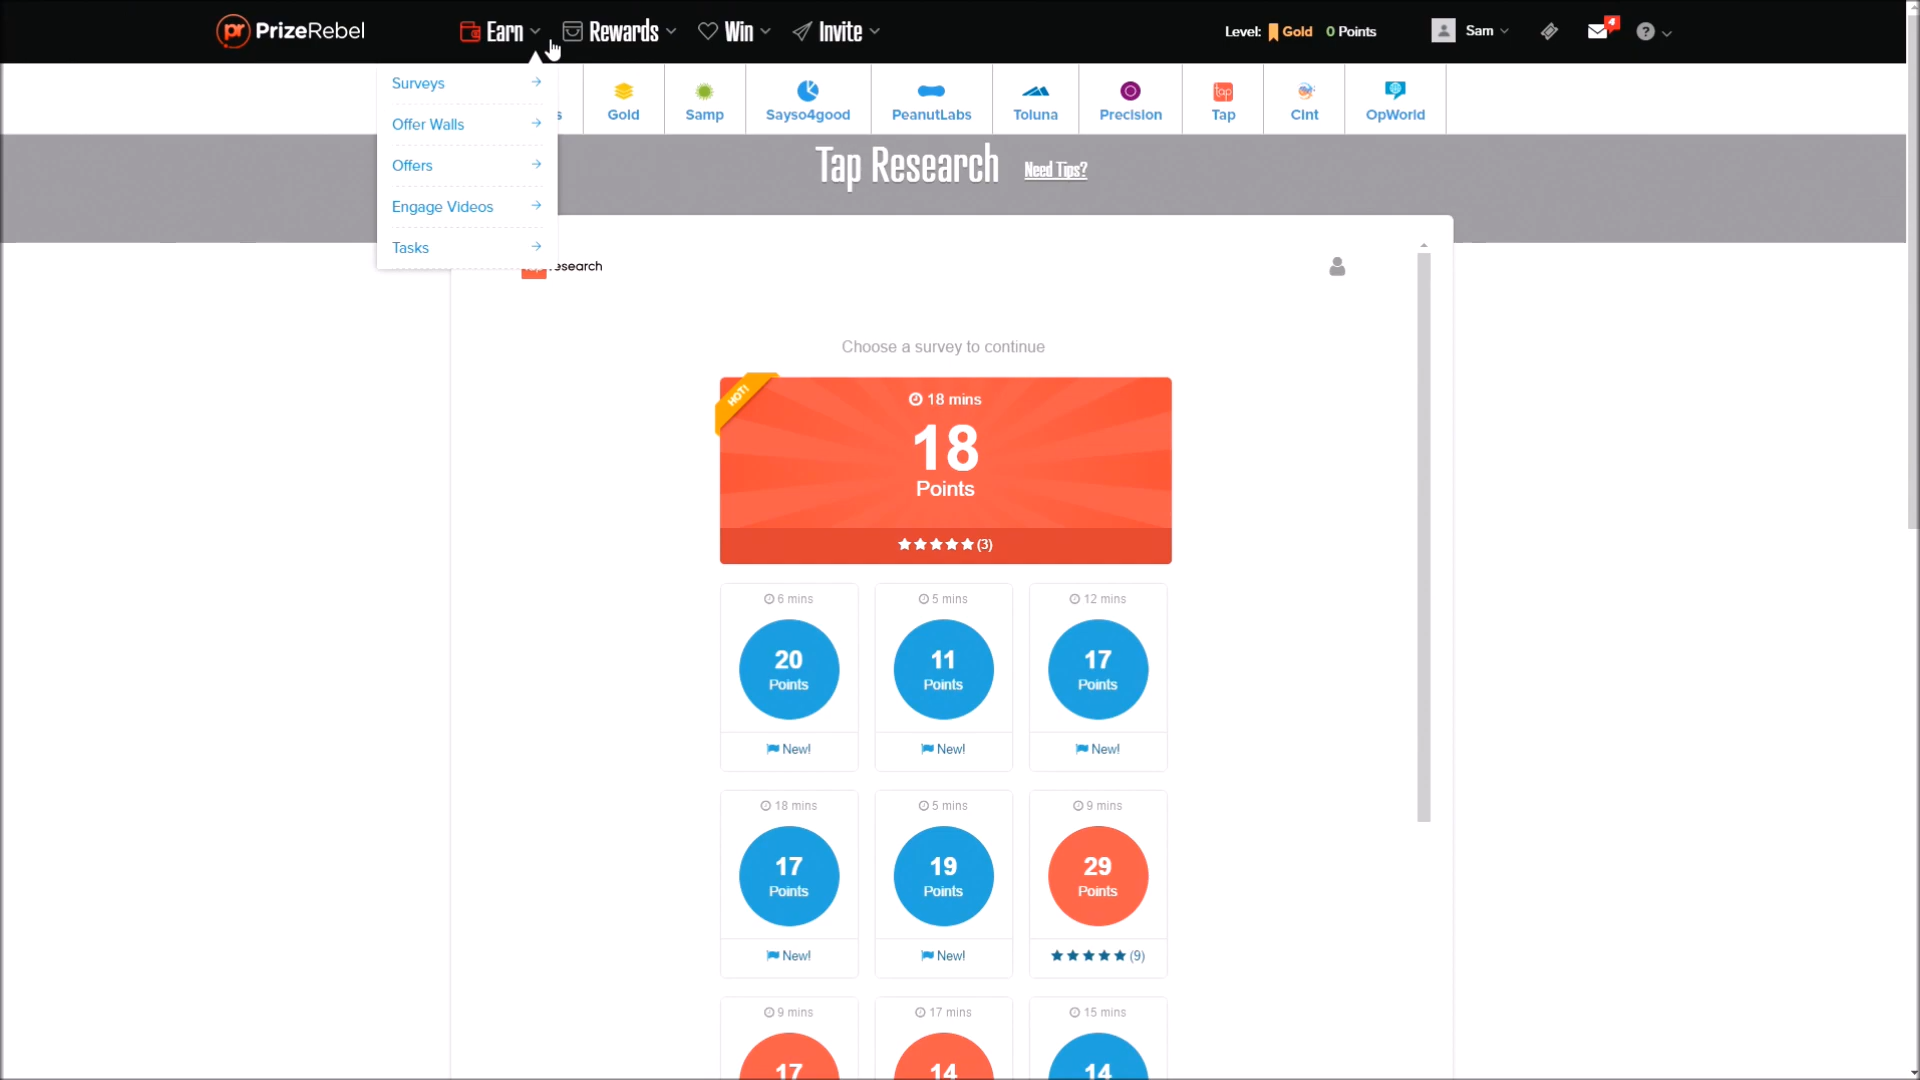 pr PrizeRebel Earn Rewards Win Invite Level: Gold 0 Points Sam 4 ?
Surveys
Offer Walls
Offers
Engage Videos
Tasks
s Gold Samp Sayso4good PeanutLabs Toluna Precision Tap Cint OpWorld
tap
Tap Research Need Tips?
esearch
Choose a survey to continue
HOT!
18 mins
18
Points
(3)
6 mins 5 mins 12 mins
20 11 17
Points Points Points
New! New! New!
18 mins 5 mins 9 mins
17 19 29
Points Points Points
New! New! (9)
9 mins 17 mins 15 mins
17 14 14